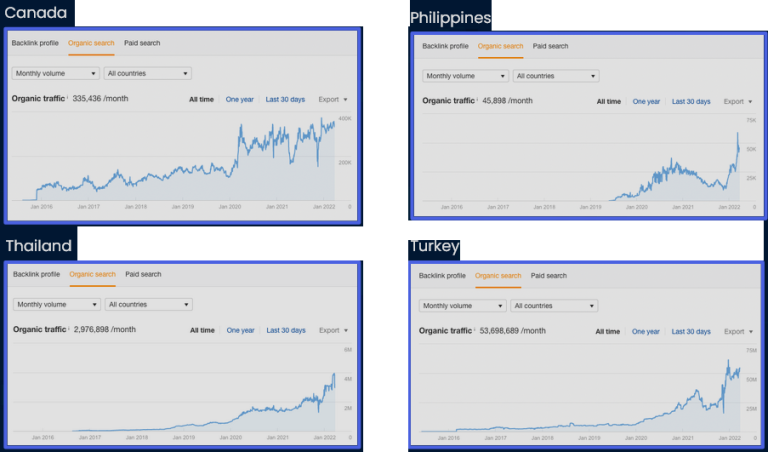 Canada
Backlink profile Organic search Paid search
Monthly volume All countries
Organic traffic 335,436 /month All time One year Last 30 days Export
400K
200K
Jan 2016 Jan 2017 Jan 2018 Jan 2019 Jan 2020 Jan 2021 Jan 2022 0
Philippines
Backlink profile Organic search Paid search
Monthly volume All countries
Organic traffic 45,898 /month All time One year Last 30 days Export
75K
50K
25K
Jan 2016 Jan 2017 Jan 2018 Jan 2019 Jan 2020 Jan 2021 Jan 2022 0
Thailand
Backlink profile Organic search Paid search
Monthly volume All countries
Organic traffic 2,976,898 /month All time One year Last 30 days Export
6M
4M
2M
Jan 2016 Jan 2017 Jan 2018 Jan 2019 Jan 2020 Jan 2021 Jan 2022 0
Turkey
Backlink profile Organic search Paid search
Monthly volume All countries
Organic traffic 53,698,689 /month All time One year Last 30 days Export
75M
50M
25M
Jan 2016 Jan 2017 Jan 2018 Jan 2019 Jan 2020 Jan 2021 Jan 2022 0